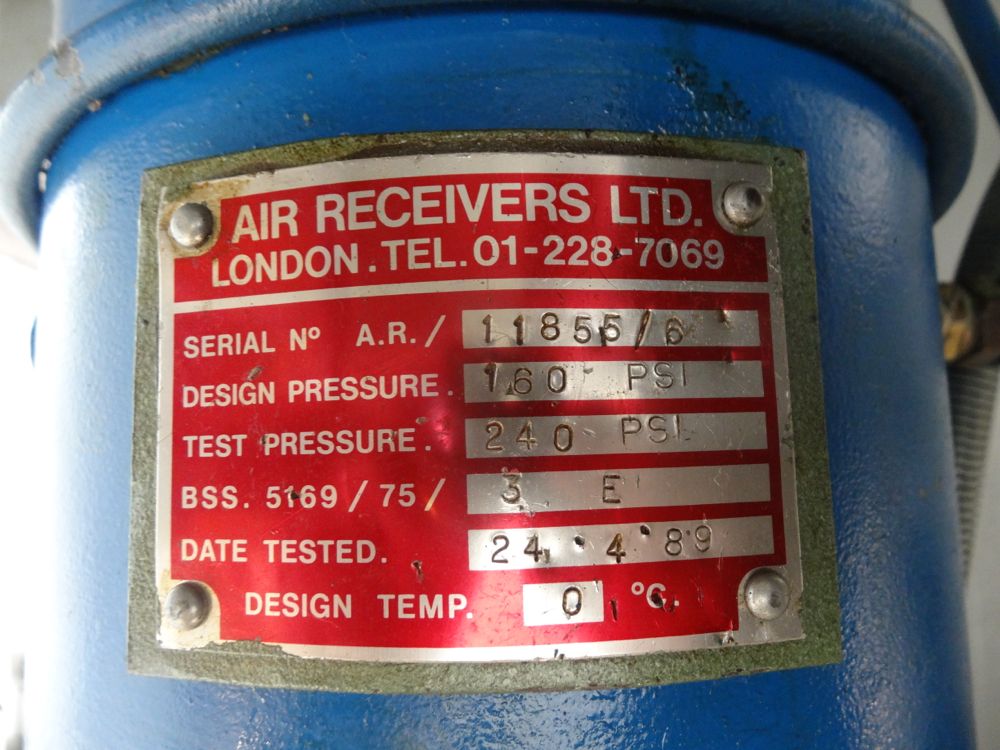 AIR RECEIVERS LTD.
LONDON. TEL. 01-228-7069
SERIAL Nº A.R./ 11855/6
DESIGN PRESSURE. 160 PSI
TEST PRESSURE. 240 PSI
BSS. 5169/75/ 3 E
DATE TESTED. 24 4 89
DESIGN TEMP. 0 ºC.